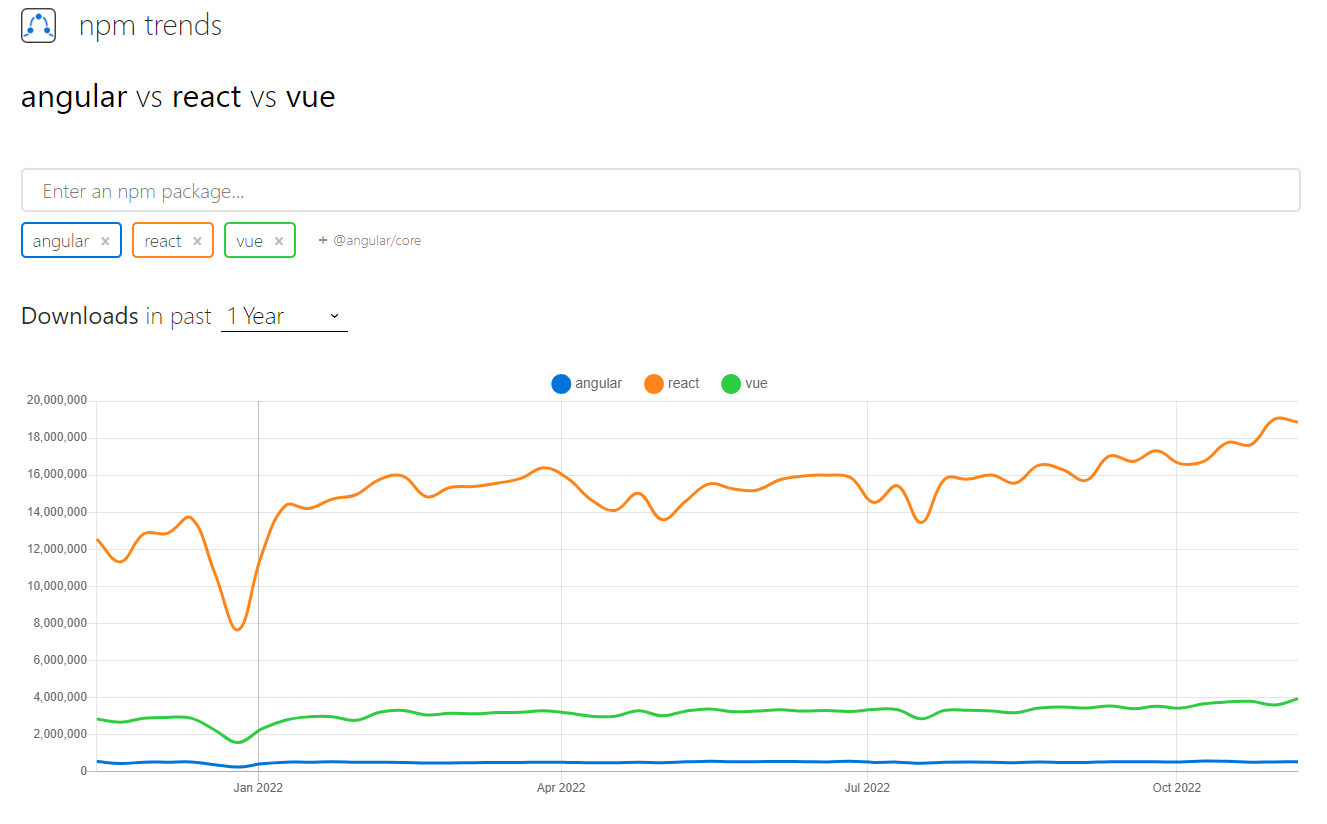 npm trends
angular vs react vs vue
Enter an npm package...
angular × react × vue × + @angular/core
Downloads in past 1 Year
angular react vue
20,000,000
18,000,000
16,000,000
14,000,000
12,000,000
10,000,000
8,000,000
6,000,000
4,000,000
2,000,000
0
Jan 2022 Apr 2022 Jul 2022 Oct 2022